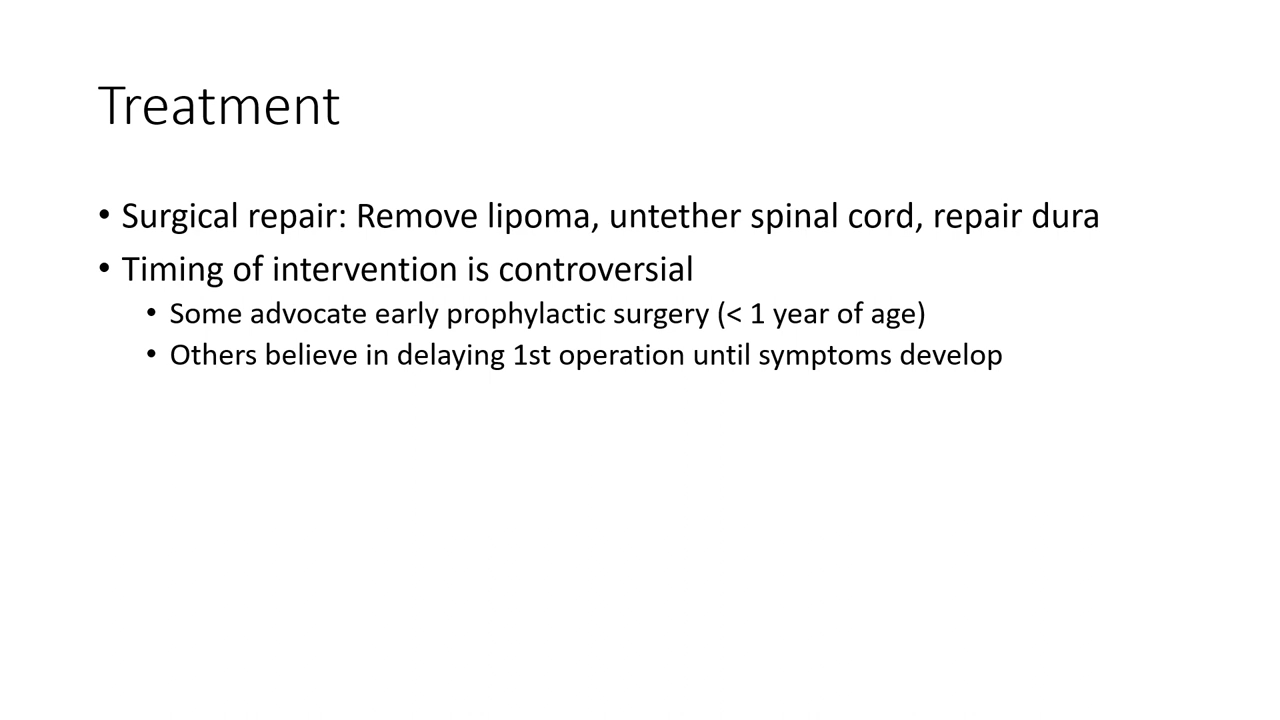 Treatment
• Surgical repair: Remove lipoma, untether spinal cord, repair dura
• Timing of intervention is controversial
• Some advocate early prophylactic surgery (< 1 year of age)
• Others believe in delaying 1st operation until symptoms develop